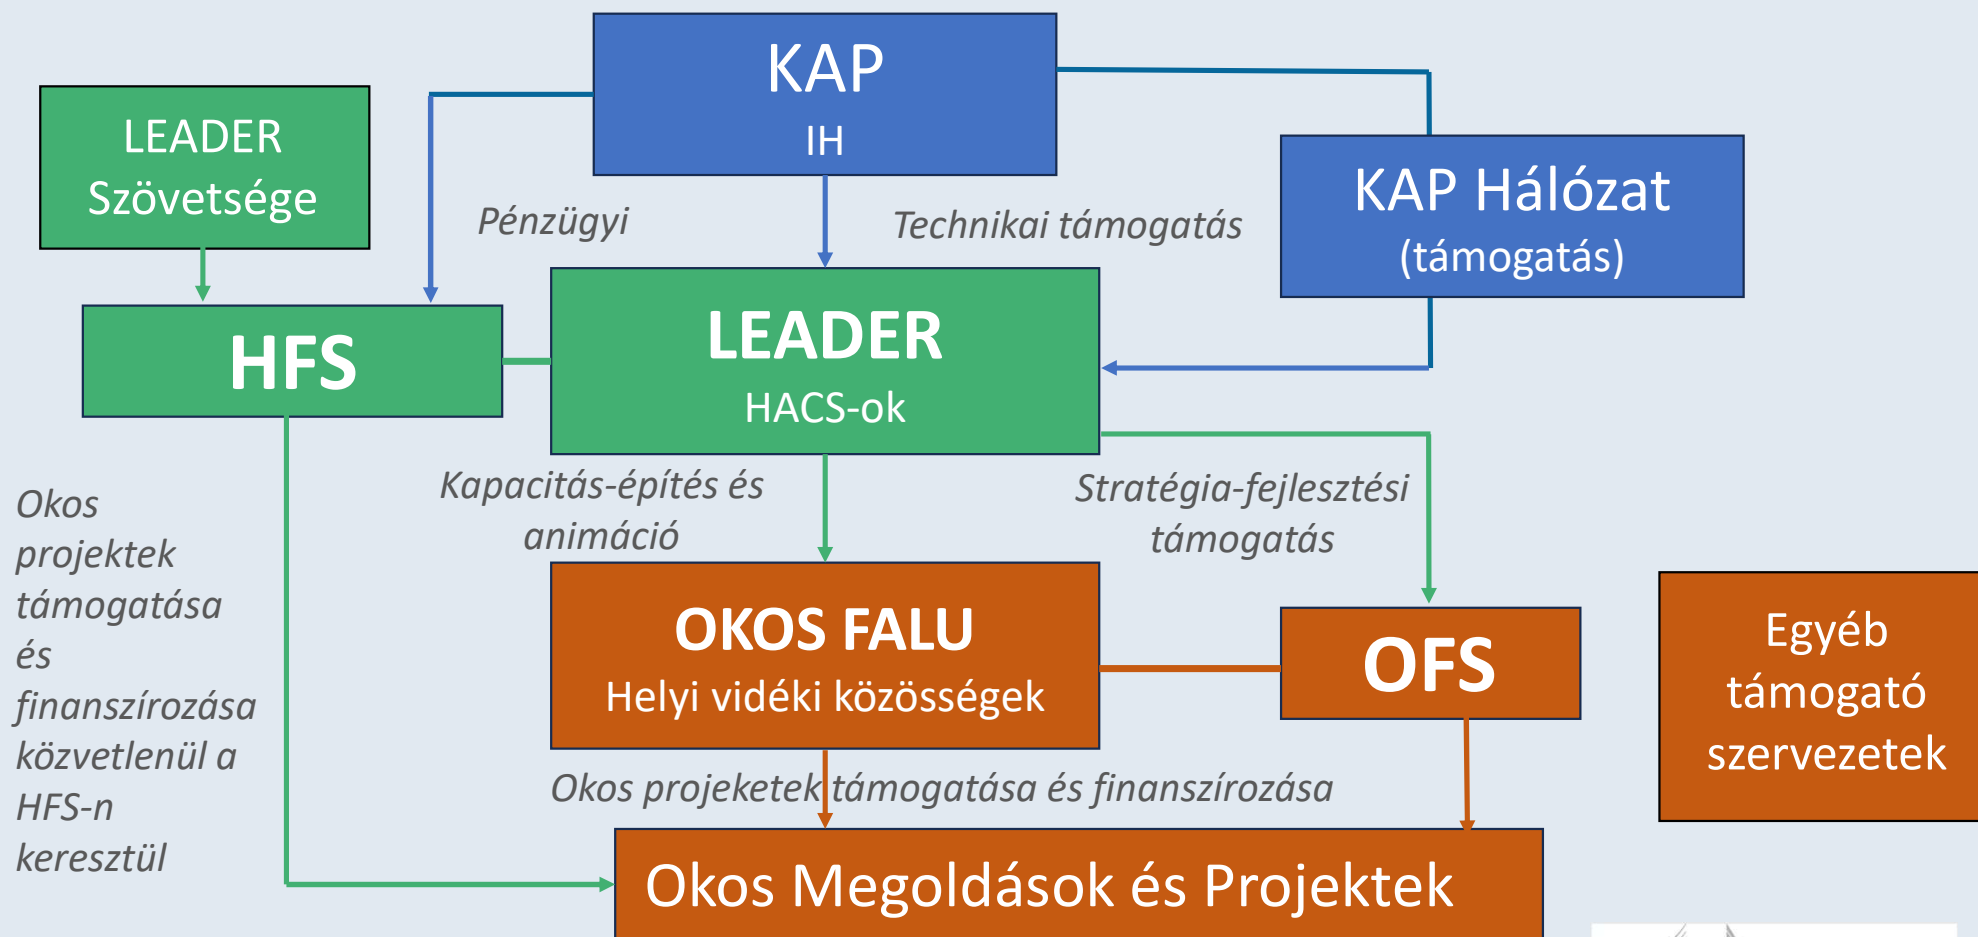 KAP
IH
LEADER
Szövetsége
KAP Hálózat
(támogatás)
Pénzügyi
Technikai támogatás
HFS
LEADER
HACS-ok
Kapacitás-építés és
animáció
Stratégia-fejlesztési
támogatás
Okos
projektek
támogatása
és
finanszírozása
közvetlenül a
HFS-n
keresztül
OKOS FALU
Helyi vidéki közösségek
OFS
Egyéb
támogató
szervezetek
Okos projeketek támogatása és finanszírozása
Okos Megoldások és Projektek